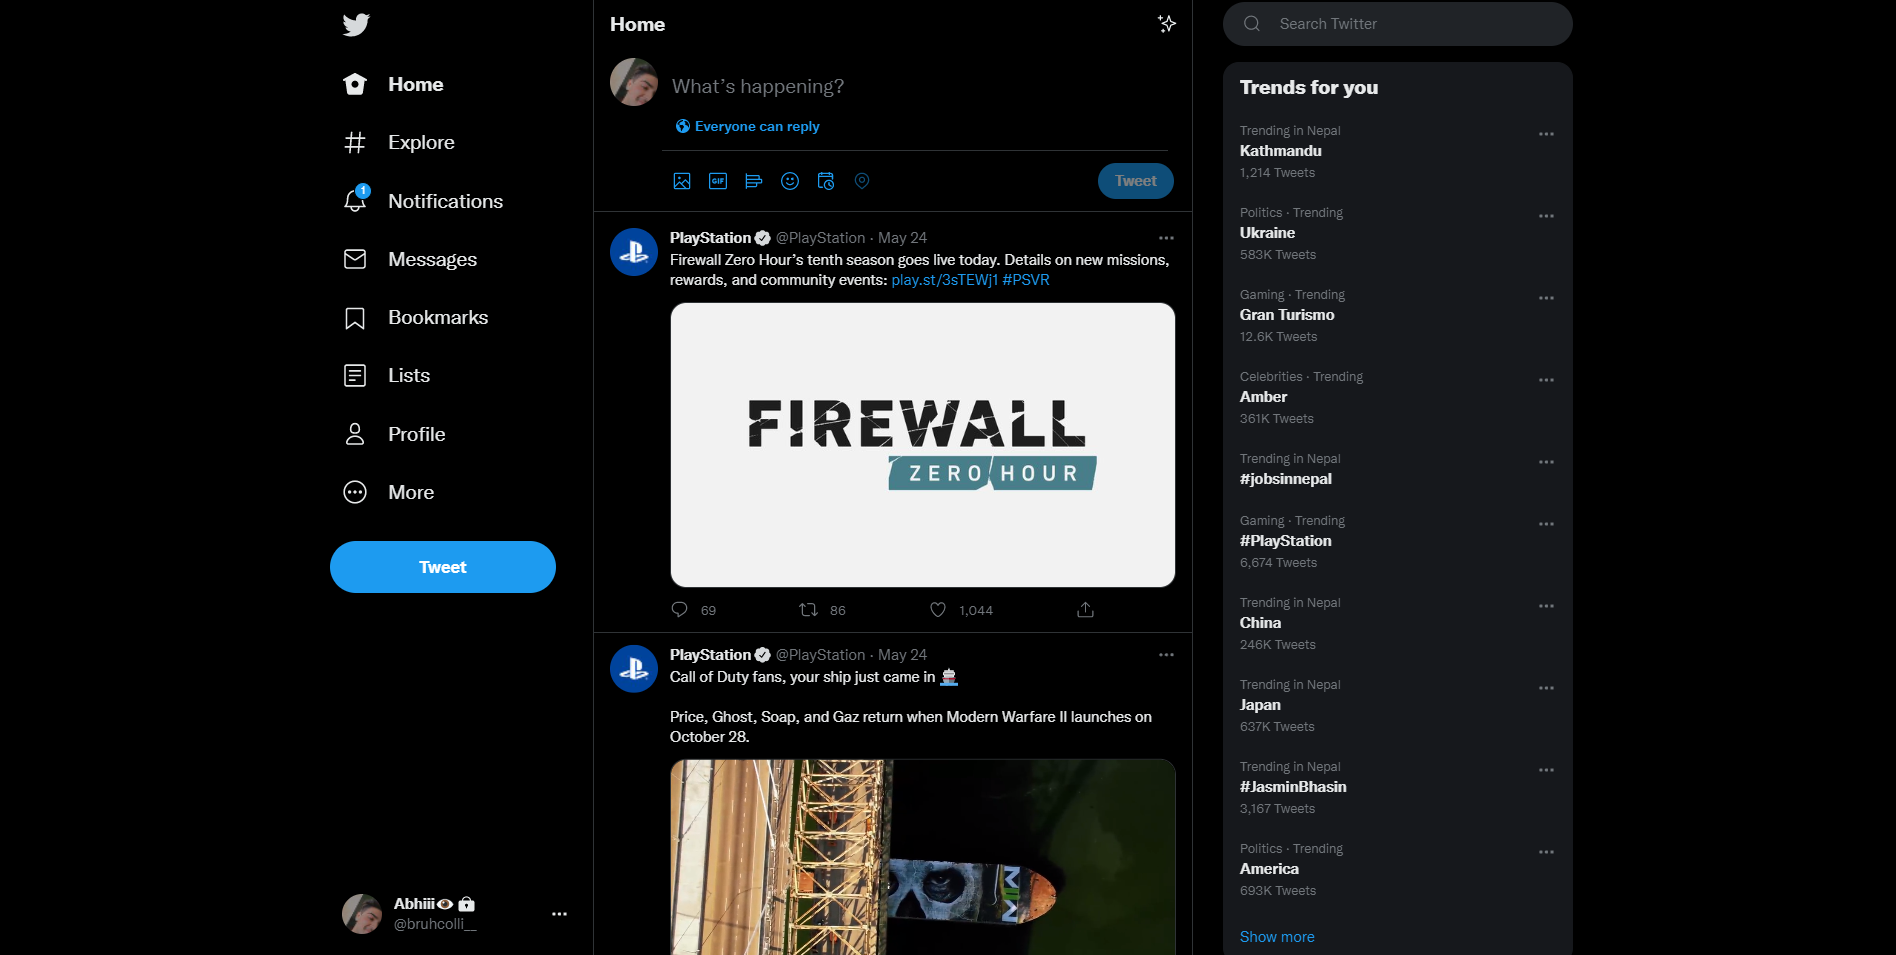 Home
Explore
1
Notifications
Messages
Bookmarks
Lists
Profile
More
Tweet
Abhiii
@bruhcolli__
Home
What's happening?
Everyone can reply
GIF
Tweet
PlayStation @PlayStation · May 24
Firewall Zero Hour's tenth season goes live today. Details on new missions,
rewards, and community events: play.st/3sTEWj1 #PSVR
FIREWALL
ZERO HOUR
69
86
1,044
PlayStation @PlayStation · May 24
Call of Duty fans, your ship just came in 🚢
Price, Ghost, Soap, and Gaz return when Modern Warfare II launches on
October 28.
Search Twitter
Trends for you
Trending in Nepal
Kathmandu
1,214 Tweets
Politics · Trending
Ukraine
583K Tweets
Gaming · Trending
Gran Turismo
12.6K Tweets
Celebrities · Trending
Amber
361K Tweets
Trending in Nepal
#jobsinnepal
Gaming · Trending
#PlayStation
6,674 Tweets
Trending in Nepal
China
246K Tweets
Trending in Nepal
Japan
637K Tweets
Trending in Nepal
#JasminBhasin
3,167 Tweets
Politics · Trending
America
693K Tweets
Show more